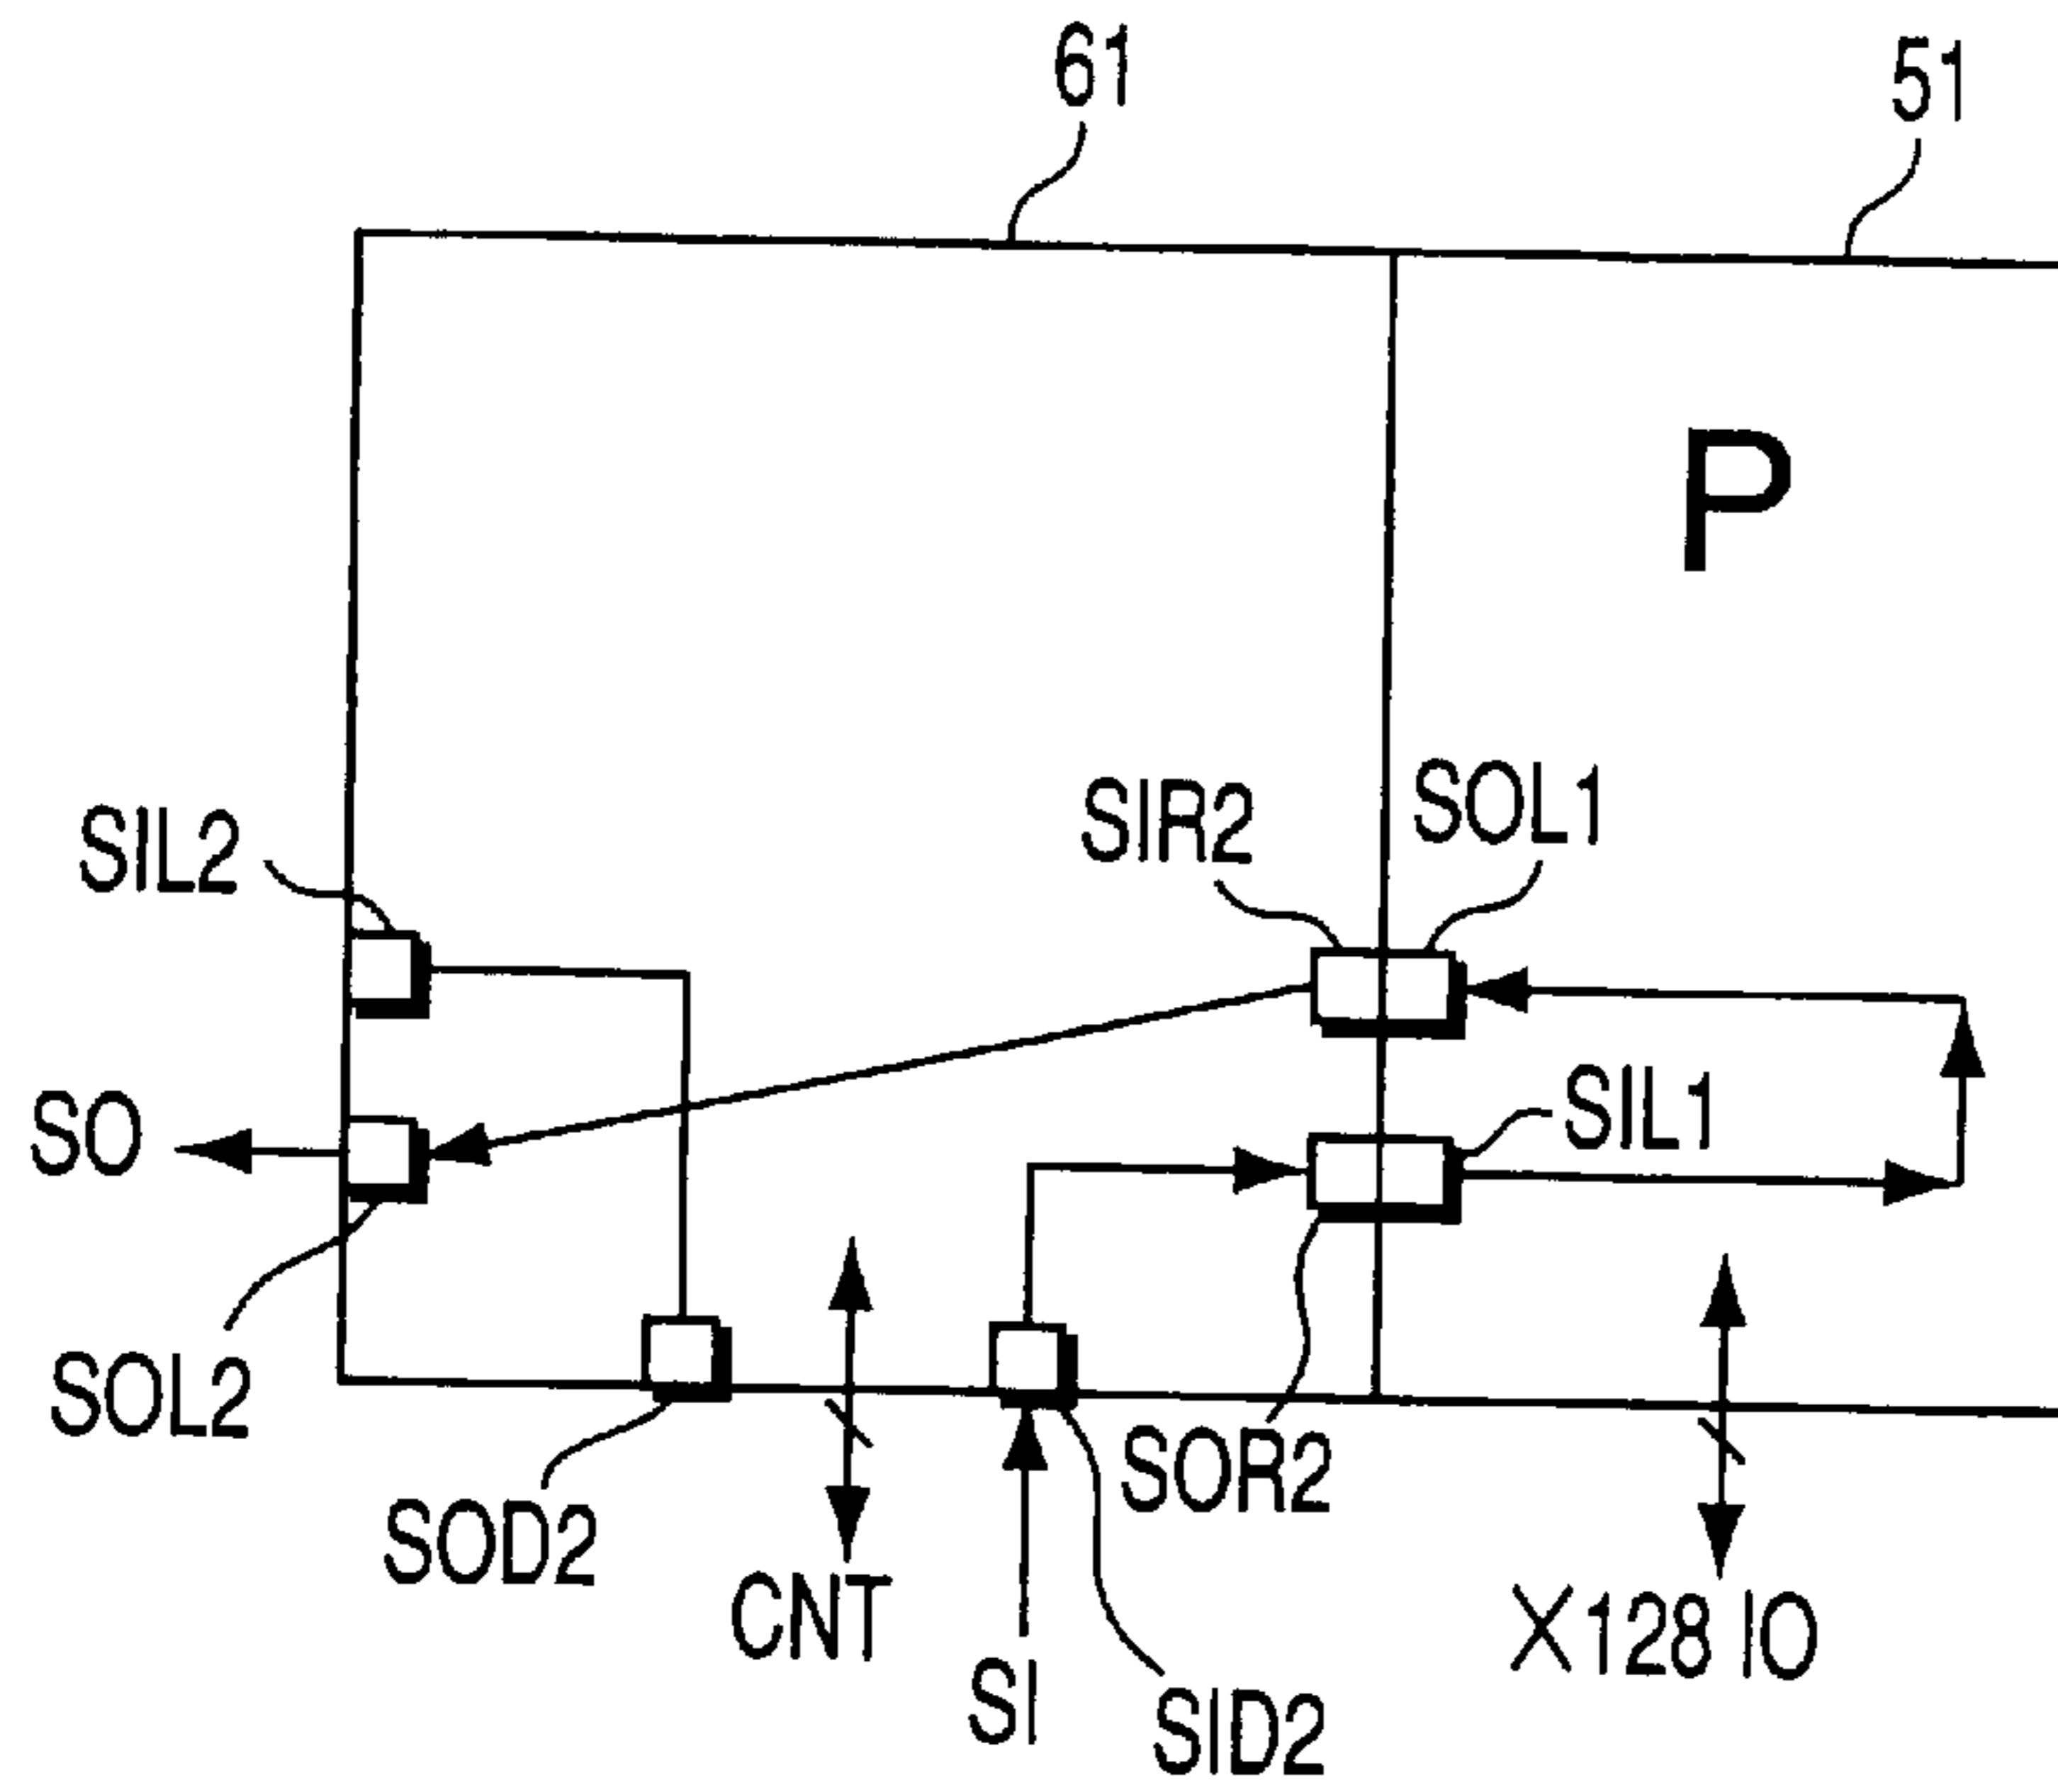 61
51
P
SIL2
SIR2
SOL1
SO
SIL1
SOL2
SOD2
CNT
SI
SOR2
SID2
X128 IO